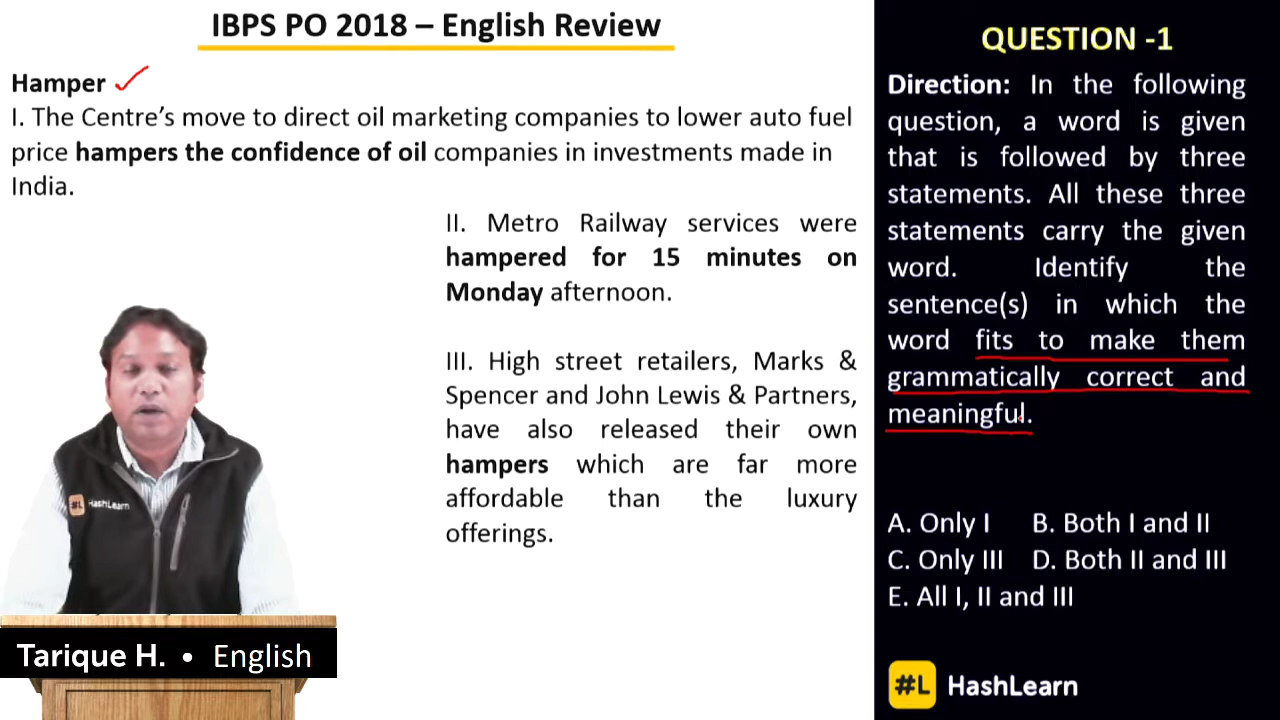 IBPS PO 2018 – English Review
Hamper
I. The Centre's move to direct oil marketing companies to lower auto fuel
price hampers the confidence of oil companies in investments made in
India.
II. Metro Railway services were
hampered for 15 minutes on
Monday afternoon.
III. High street retailers, Marks &
Spencer and John Lewis & Partners,
have also released their own
hampers which are far more
affordable than the luxury
offerings.
#L HashLearn
Tarique H. • English
QUESTION -1
Direction: In the following
question, a word is given
that is followed by three
statements. All these three
statements carry the given
word. Identify the
sentence(s) in which the
word fits to make them
grammatically correct and
meaningful.
A. Only I B. Both I and II
C. Only III D. Both II and III
E. All I, II and III
#L HashLearn